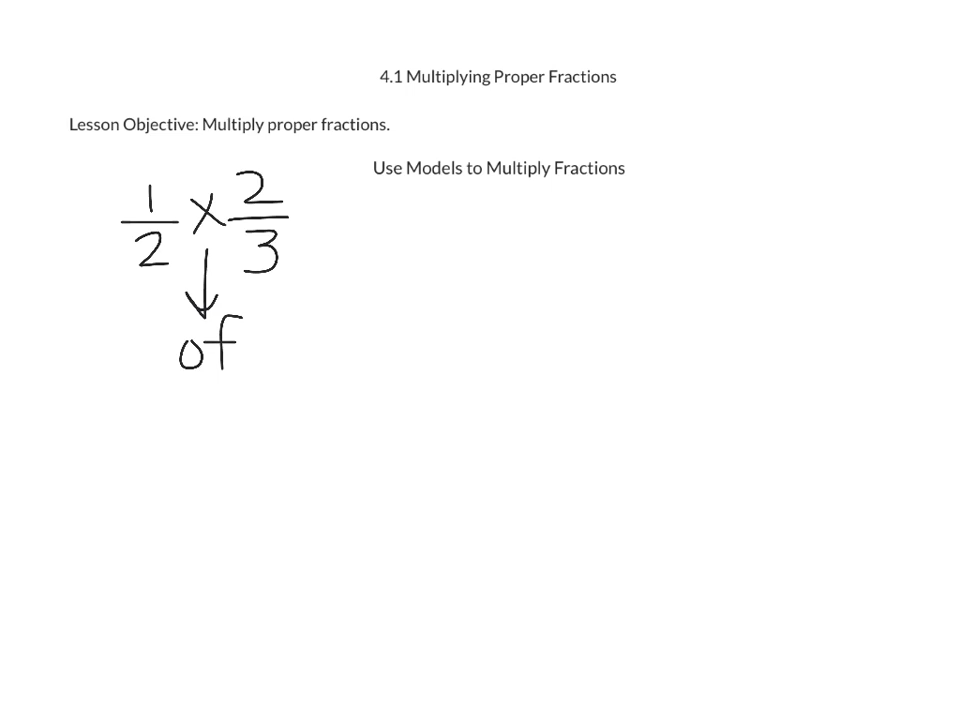 4.1 Multiplying Proper Fractions
Lesson Objective: Multiply proper fractions.
Use Models to Multiply Fractions
1/2 × 2/3
↓
of